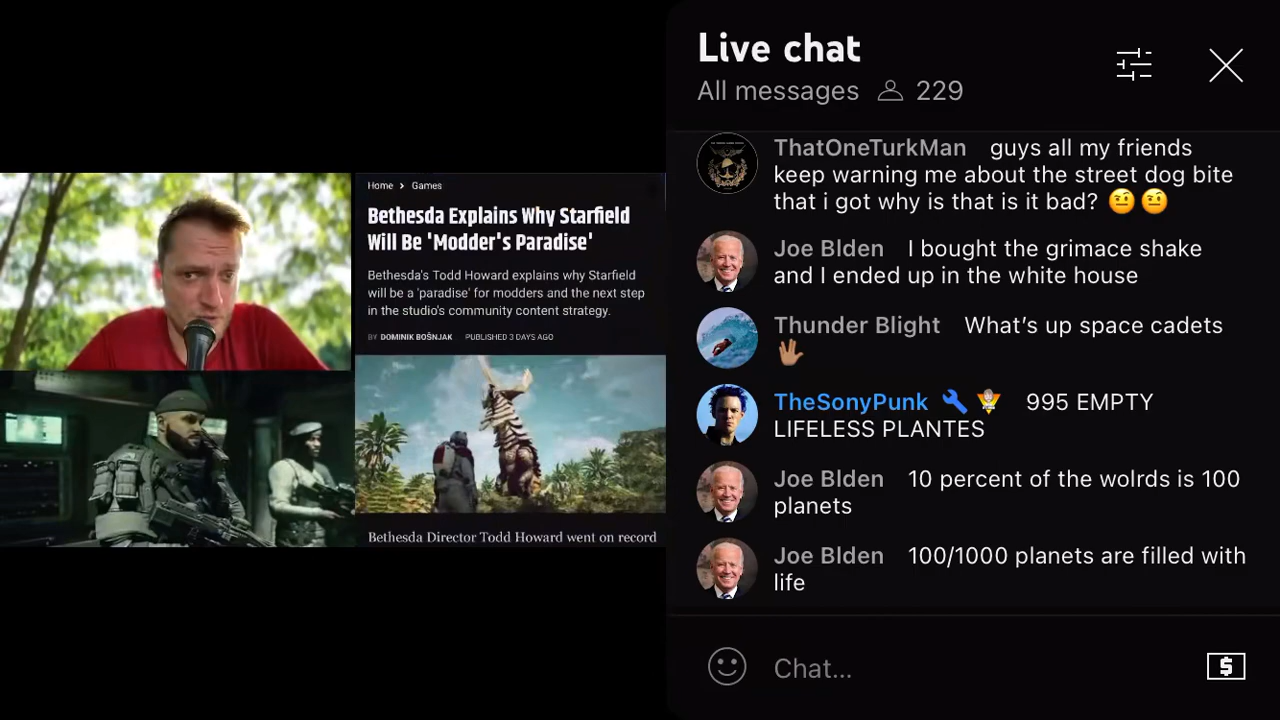 Home > Games
Bethesda Explains Why Starfield
Will Be 'Modder's Paradise'
Bethesda's Todd Howard explains why Starfield
will be a 'paradise' for modders and the next step
in the studio's community content strategy.
BY DOMINIK BOŠNJAK PUBLISHED 3 DAYS AGO
Bethesda Director Todd Howard went on record
Live chat
All messages 229
ThatOneTurkMan guys all my friends
keep warning me about the street dog bite
that i got why is that is it bad? 🤨🤨
Joe Blden I bought the grimace shake
and I ended up in the white house
Thunder Blight What's up space cadets
🖖🏽
TheSonyPunk 995 EMPTY
LIFELESS PLANTES
Joe Blden 10 percent of the wolrds is 100
planets
Joe Blden 100/1000 planets are filled with
life
Chat...
$